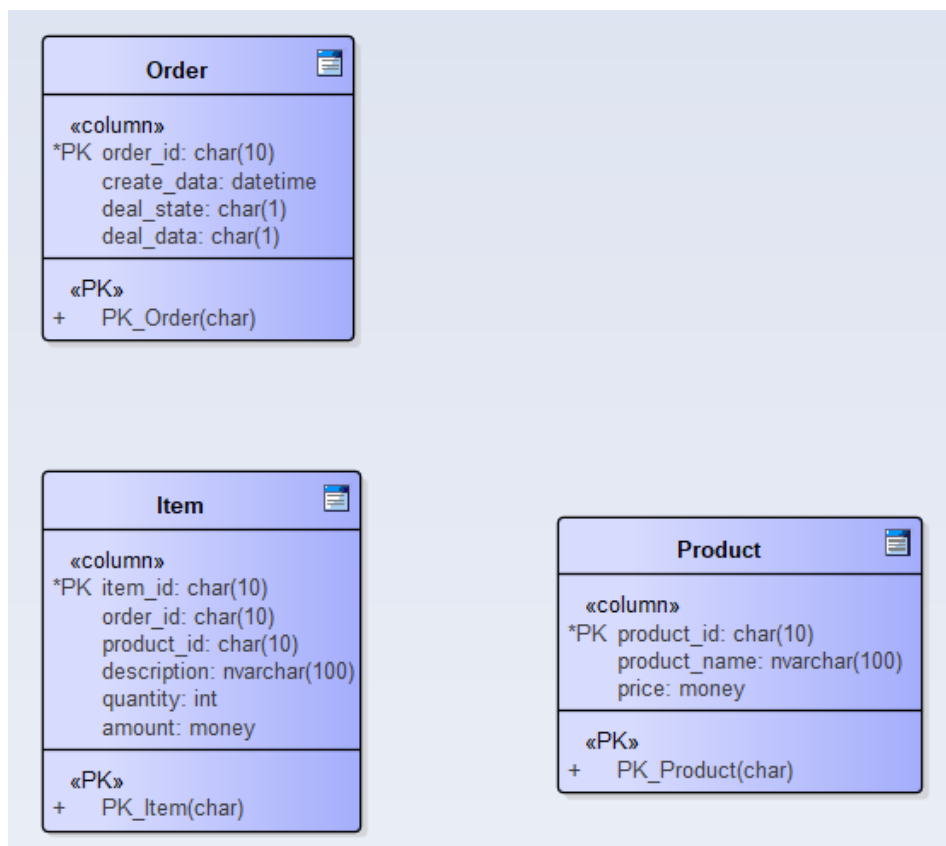 Order
«column»
*PK order_id: char(10)
create_data: datetime
deal_state: char(1)
deal_data: char(1)
«PK»
+ PK_Order(char)
Item
«column»
*PK item_id: char(10)
order_id: char(10)
product_id: char(10)
description: nvarchar(100)
quantity: int
amount: money
«PK»
+ PK_Item(char)
Product
«column»
*PK product_id: char(10)
product_name: nvarchar(100)
price: money
«PK»
+ PK_Product(char)